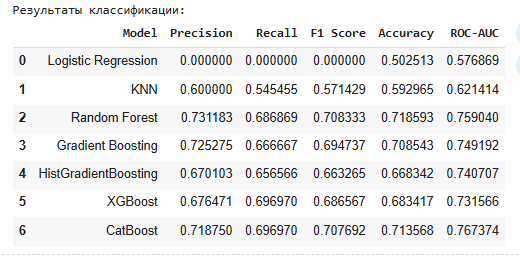 Результаты классификации:
Model Precision Recall F1 Score Accuracy ROC-AUC
0 Logistic Regression 0.000000 0.000000 0.000000 0.502513 0.576869
1 KNN 0.600000 0.545455 0.571429 0.592965 0.621414
2 Random Forest 0.731183 0.686869 0.708333 0.718593 0.759040
3 Gradient Boosting 0.725275 0.666667 0.694737 0.708543 0.749192
4 HistGradientBoosting 0.670103 0.656566 0.663265 0.668342 0.740707
5 XGBoost 0.676471 0.696970 0.686567 0.683417 0.731566
6 CatBoost 0.718750 0.696970 0.707692 0.713568 0.767374